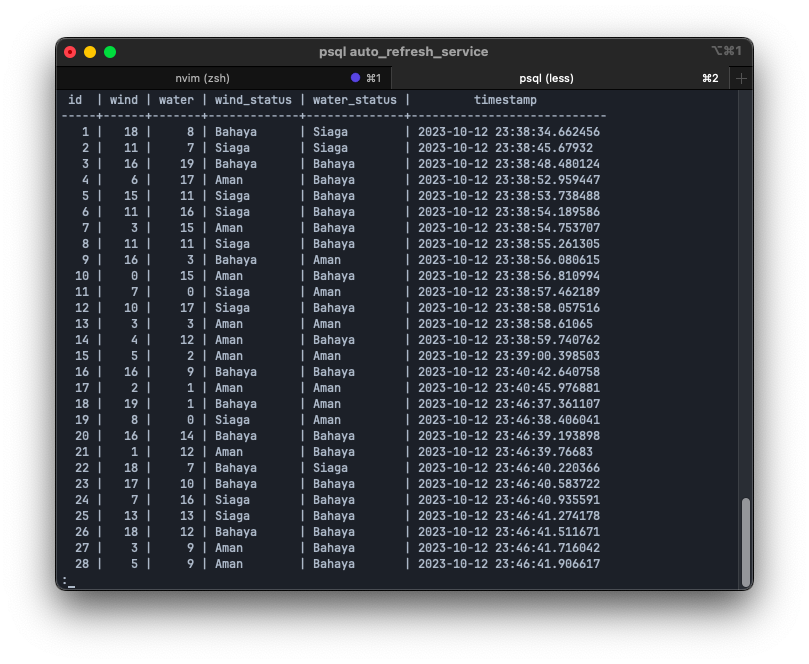 psql auto_refresh_service ⌥⌘1
nvim (zsh) ⌘1 psql (less) ⌘2 +
 id  | wind | water | wind_status | water_status |         timestamp
-----+------+-------+-------------+--------------+----------------------------
   1 |   18 |     8 | Bahaya      | Siaga        | 2023-10-12 23:38:34.662456
   2 |   11 |     7 | Siaga       | Siaga        | 2023-10-12 23:38:45.67932
   3 |   16 |    19 | Bahaya      | Bahaya       | 2023-10-12 23:38:48.480124
   4 |    6 |    17 | Aman        | Bahaya       | 2023-10-12 23:38:52.959447
   5 |   15 |    11 | Siaga       | Bahaya       | 2023-10-12 23:38:53.738488
   6 |   11 |    16 | Siaga       | Bahaya       | 2023-10-12 23:38:54.189586
   7 |    3 |    15 | Aman        | Bahaya       | 2023-10-12 23:38:54.753707
   8 |   11 |    11 | Siaga       | Bahaya       | 2023-10-12 23:38:55.261305
   9 |   16 |     3 | Bahaya      | Aman         | 2023-10-12 23:38:56.080615
  10 |    0 |    15 | Aman        | Bahaya       | 2023-10-12 23:38:56.810994
  11 |    7 |     0 | Siaga       | Aman         | 2023-10-12 23:38:57.462189
  12 |   10 |    17 | Siaga       | Bahaya       | 2023-10-12 23:38:58.057516
  13 |    3 |     3 | Aman        | Aman         | 2023-10-12 23:38:58.61065
  14 |    4 |    12 | Aman        | Bahaya       | 2023-10-12 23:38:59.740762
  15 |    5 |     2 | Aman        | Aman         | 2023-10-12 23:39:00.398503
  16 |   16 |     9 | Bahaya      | Bahaya       | 2023-10-12 23:40:42.640758
  17 |    2 |     1 | Aman        | Aman         | 2023-10-12 23:40:45.976881
  18 |   19 |     1 | Bahaya      | Aman         | 2023-10-12 23:46:37.361107
  19 |    8 |     0 | Siaga       | Aman         | 2023-10-12 23:46:38.406041
  20 |   16 |    14 | Bahaya      | Bahaya       | 2023-10-12 23:46:39.193898
  21 |    1 |    12 | Aman        | Bahaya       | 2023-10-12 23:46:39.76683
  22 |   18 |     7 | Bahaya      | Siaga        | 2023-10-12 23:46:40.220366
  23 |   17 |    10 | Bahaya      | Bahaya       | 2023-10-12 23:46:40.583722
  24 |    7 |    16 | Siaga       | Bahaya       | 2023-10-12 23:46:40.935591
  25 |   13 |    13 | Siaga       | Bahaya       | 2023-10-12 23:46:41.274178
  26 |   18 |    12 | Bahaya      | Bahaya       | 2023-10-12 23:46:41.511671
  27 |    3 |     9 | Aman        | Bahaya       | 2023-10-12 23:46:41.716042
  28 |    5 |     9 | Aman        | Bahaya       | 2023-10-12 23:46:41.906617
:_